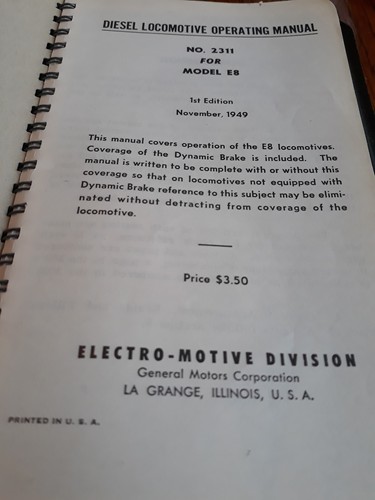 DIESEL LOCOMOTIVE OPERATING MANUAL
NO. 2311
FOR
MODEL E8
1st Edition
November, 1949
This manual covers operation of the E8 locomotives.
Coverage of the Dynamic Brake is included. The
manual is written to be complete with or without this
coverage so that on locomotives not equipped with
Dynamic Brake reference to this subject may be elimi-
nated without detracting from coverage of the
locomotive.
Price $3.50
ELECTRO-MOTIVE DIVISION
General Motors Corporation
LA GRANGE, ILLINOIS, U. S. A.
PRINTED IN U. S. A.